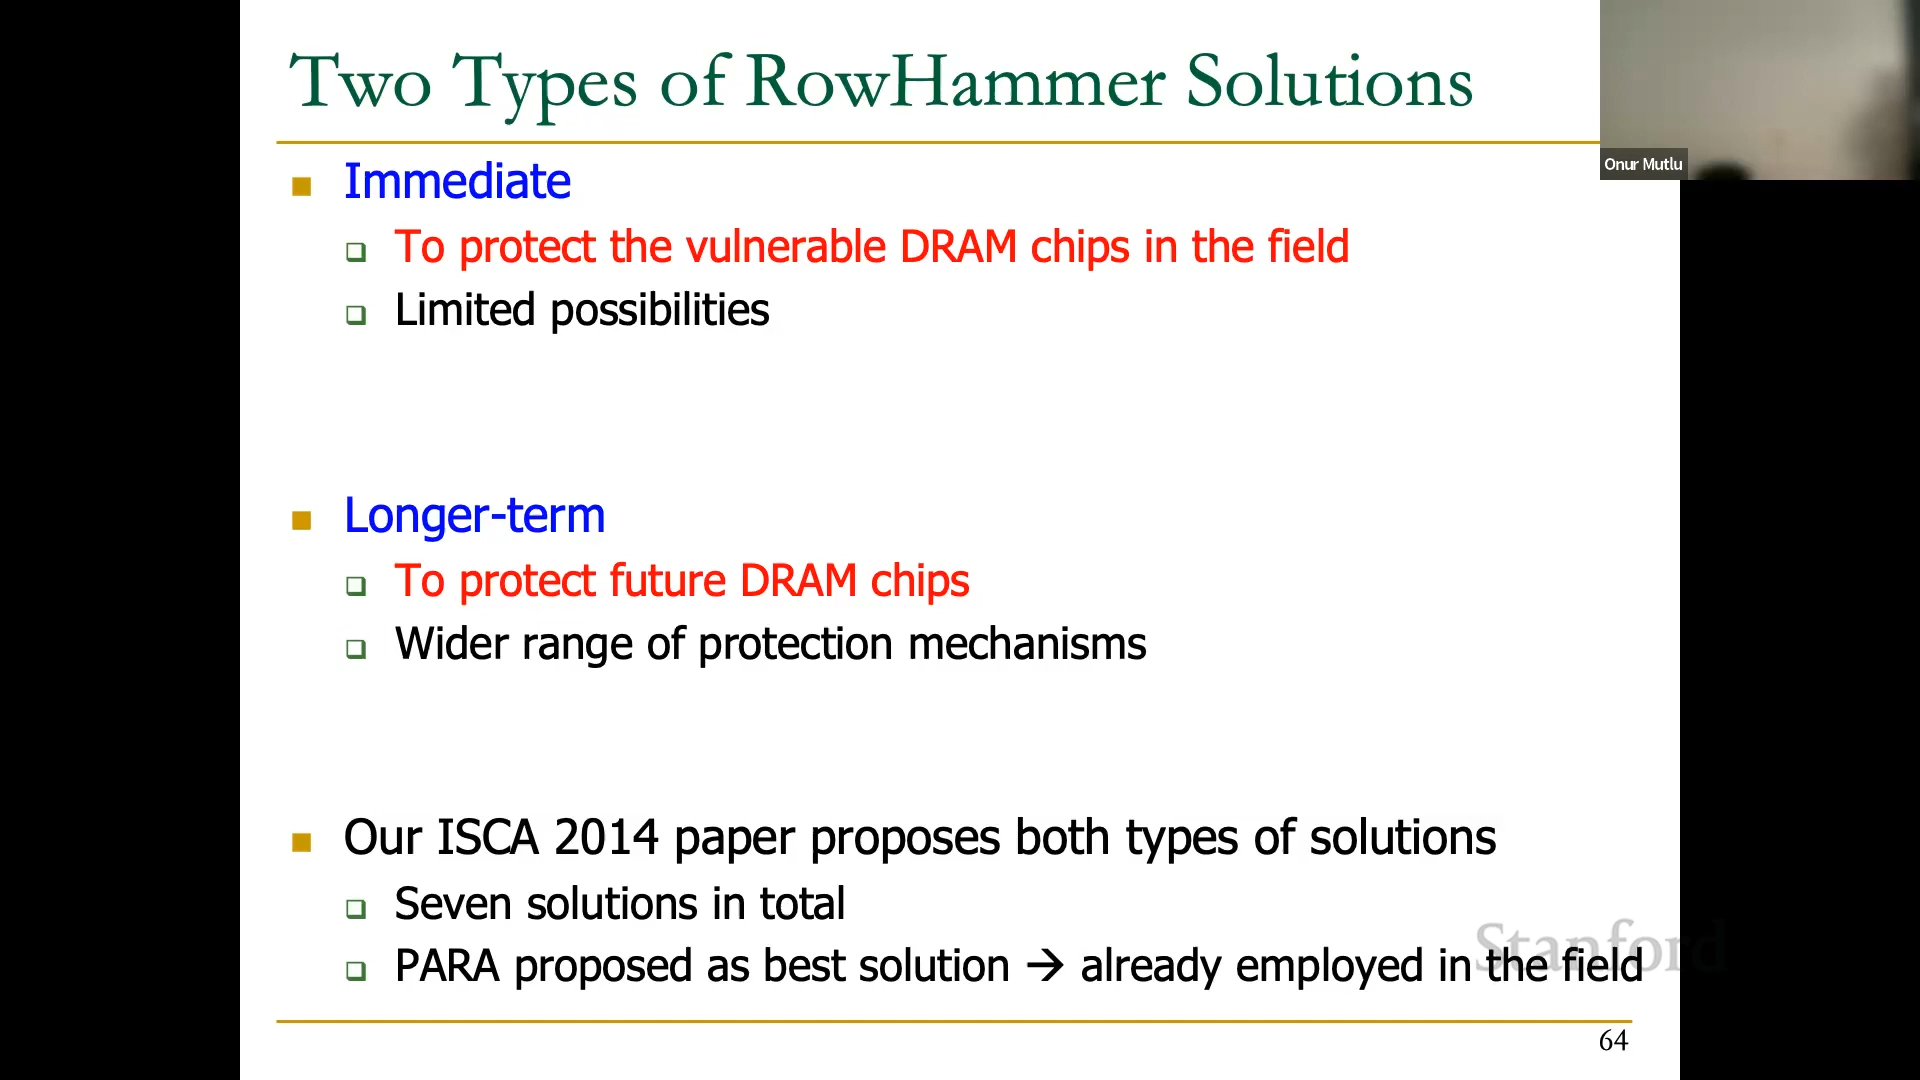 Two Types of RowHammer Solutions
Onur Mutlu
Immediate
To protect the vulnerable DRAM chips in the field
Limited possibilities
Longer-term
To protect future DRAM chips
Wider range of protection mechanisms
Our ISCA 2014 paper proposes both types of solutions
Seven solutions in total
PARA proposed as best solution → already employed in the field
Stanford
64